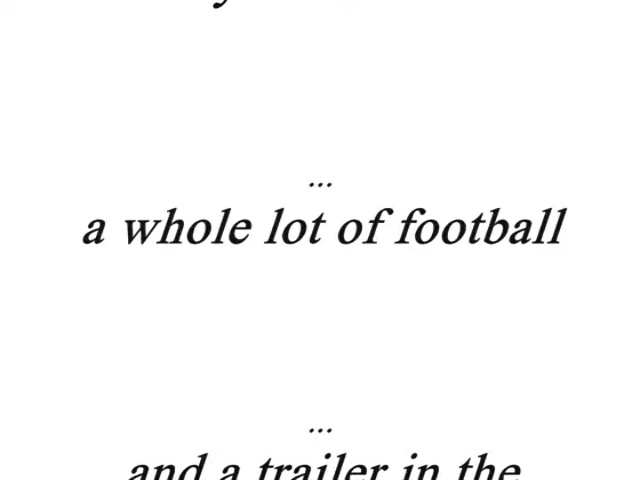 ...
a whole lot of football
...
and a trailer in the